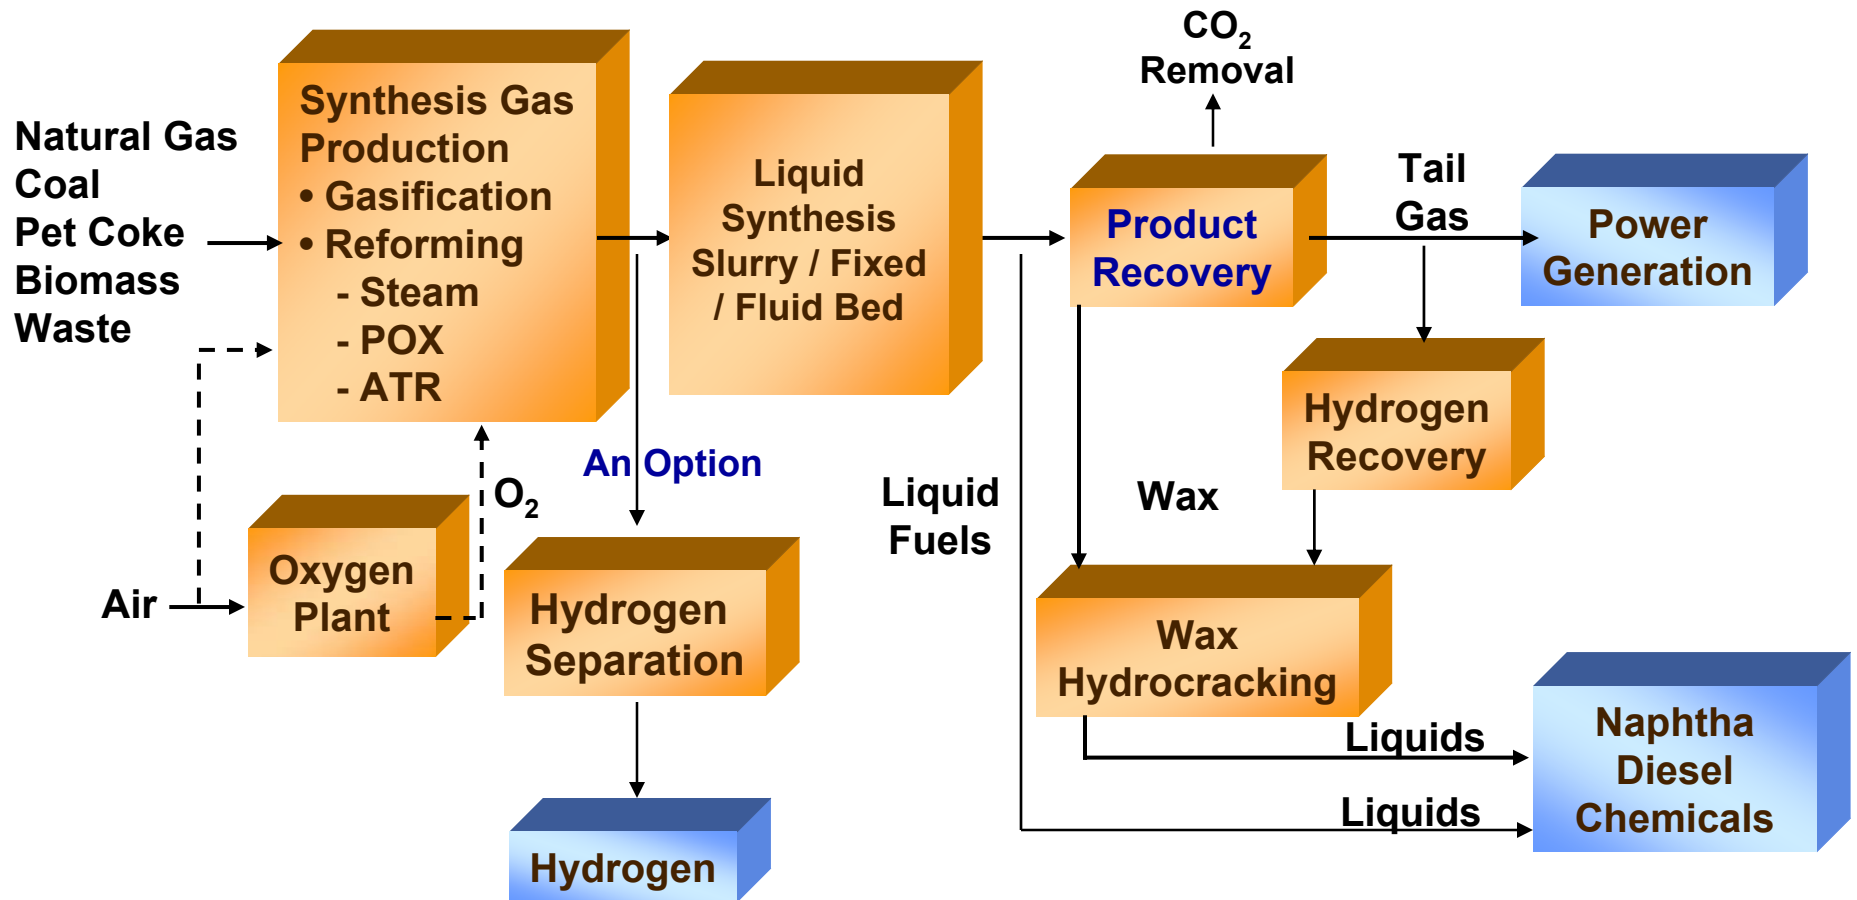 Natural Gas
Coal
Pet Coke
Biomass
Waste
Synthesis Gas
Production
• Gasification
• Reforming
- Steam
- POX
- ATR
Liquid
Synthesis
Slurry / Fixed
/ Fluid Bed
CO₂
Removal
Product
Recovery
Tail
Gas
Power
Generation
Hydrogen
Recovery
An Option
O₂
Air
Oxygen
Plant
Hydrogen
Separation
Hydrogen
Liquid
Fuels
Wax
Wax
Hydrocracking
Liquids
Liquids
Naphtha
Diesel
Chemicals